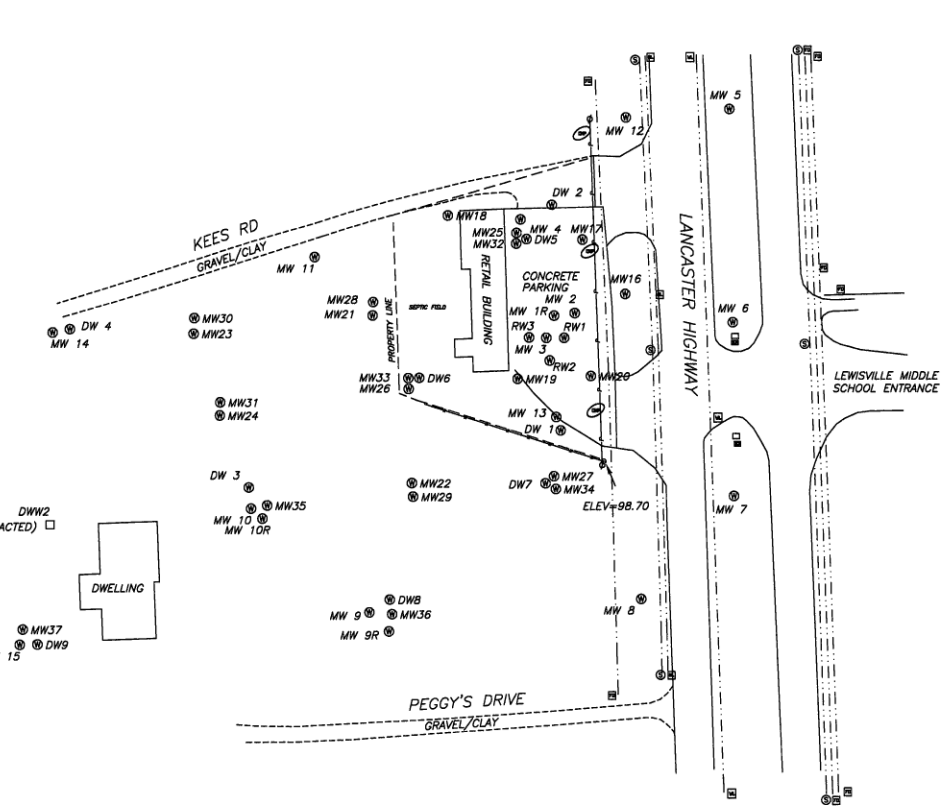 MW 5
MW 12
DW 2
MW18
KEES RD
GRAVEL/CLAY
MW 4
MW17
MW25
DW5
MW32
MW 11
LANCASTER HIGHWAY
RETAIL BUILDING
CONCRETE
PARKING
MW16
MW28
MW21
SEPTIC FIELD
PROPERTY LINE
MW 2
MW 1R
MW30
MW23
DW 4
MW 14
RW3
RW1
MW 3
RW2
MW 6
MW33
DW6
MW26
MW19
MW20
LEWISVILLE MIDDLE
SCHOOL ENTRANCE
MW31
MW24
MW 13
DW 1
DW 3
MW22
MW29
MW27
DW7
MW34
ELEV=98.70
MW 7
MW35
MW 10
MW 10R
DWW2
ACTED)
DWELLING
DW8
MW 9
MW36
MW 9R
MW 8
MW37
15
DW9
PEGGY'S DRIVE
GRAVEL/CLAY